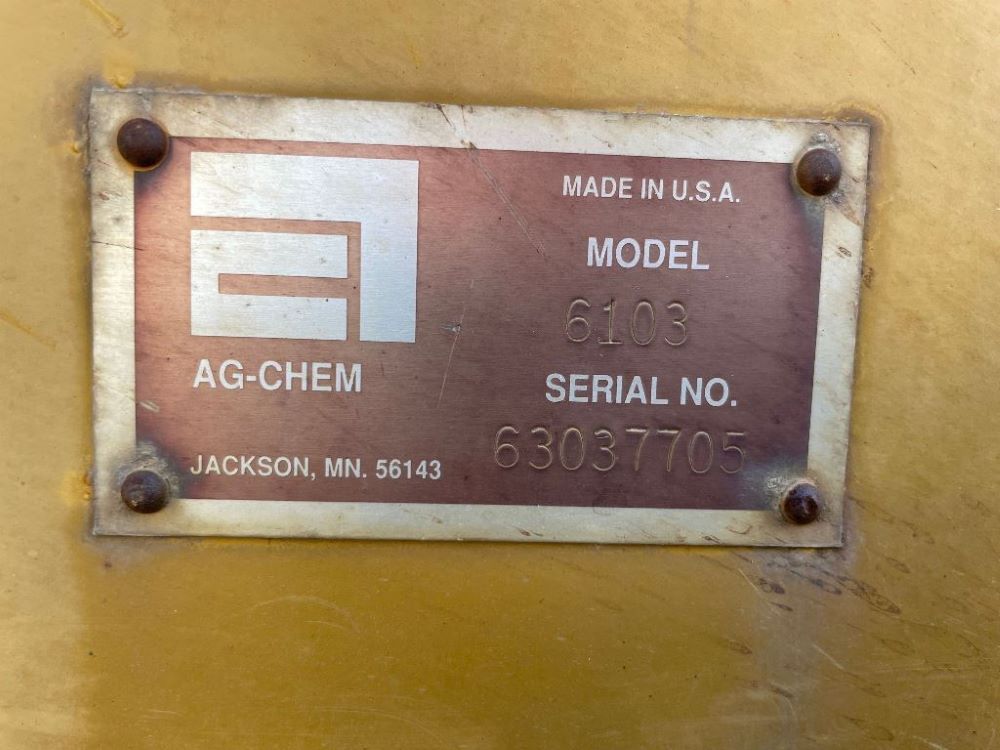 MADE IN U.S.A.
MODEL
6103
AG-CHEM
SERIAL NO.
JACKSON, MN. 56143
63037705